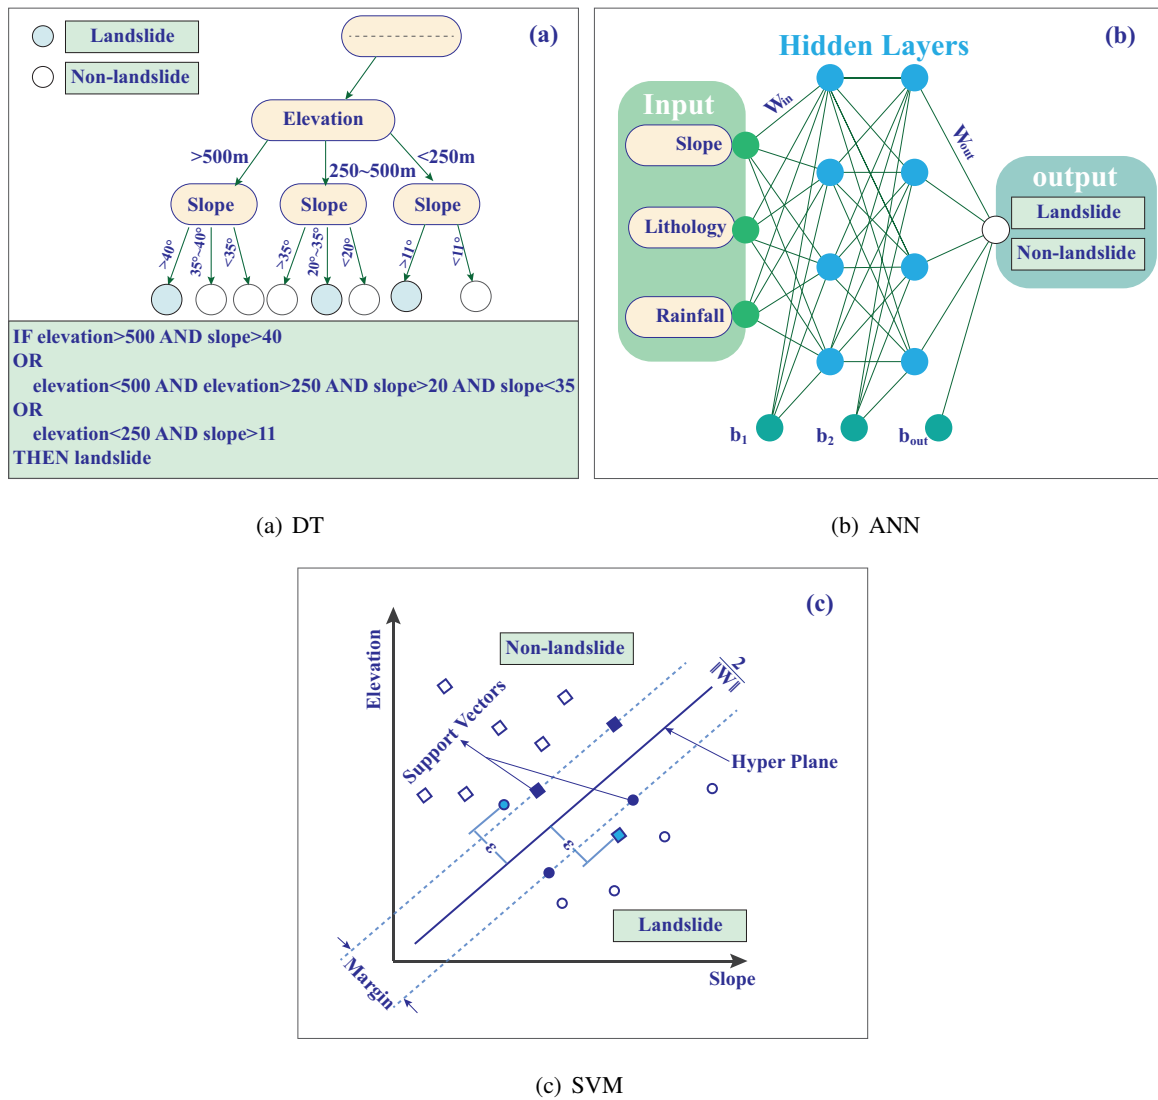 (a)
Landslide
Non-landslide
Elevation
>500m
250~500m
<250m
Slope
Slope
Slope
>40°
35°~40°
<35°
>35°
20°~35°
<20°
>11°
<11°
IF elevation>500 AND slope>40
OR
elevation<500 AND elevation>250 AND slope>20 AND slope<35
OR
elevation<250 AND slope>11
THEN landslide
(a) DT
(b)
Hidden Layers
Input
Slope
Lithology
Rainfall
Win
Wout
output
Landslide
Non-landslide
b1
b2
bout
(b) ANN
(c)
Elevation
Non-landslide
Support Vectors
2
‖W‖
Hyper Plane
ε
ε
Landslide
Margin
Slope
(c) SVM